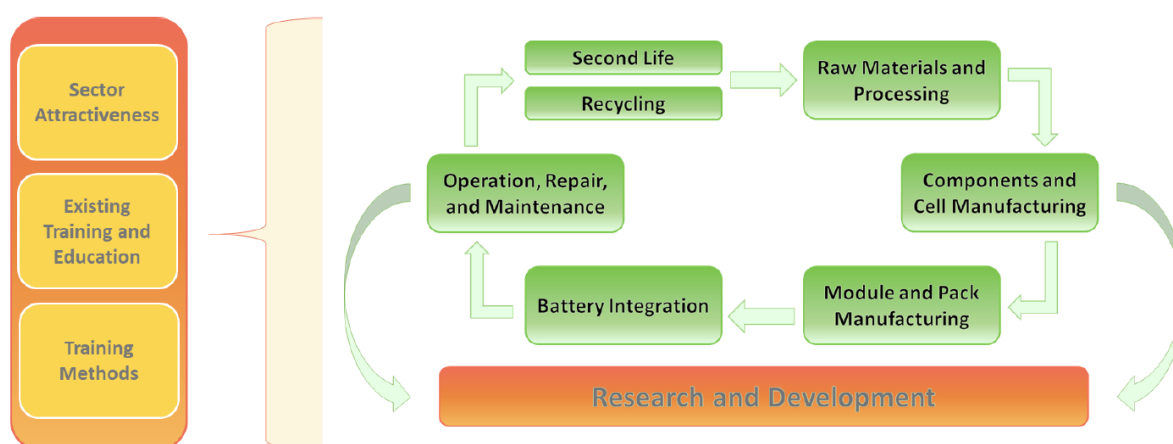 Sector
Attractiveness
Existing
Training and
Education
Training
Methods
Second Life
Recycling
Raw Materials and
Processing
Operation, Repair,
and Maintenance
Components and
Cell Manufacturing
Battery Integration
Module and Pack
Manufacturing
Research and Development